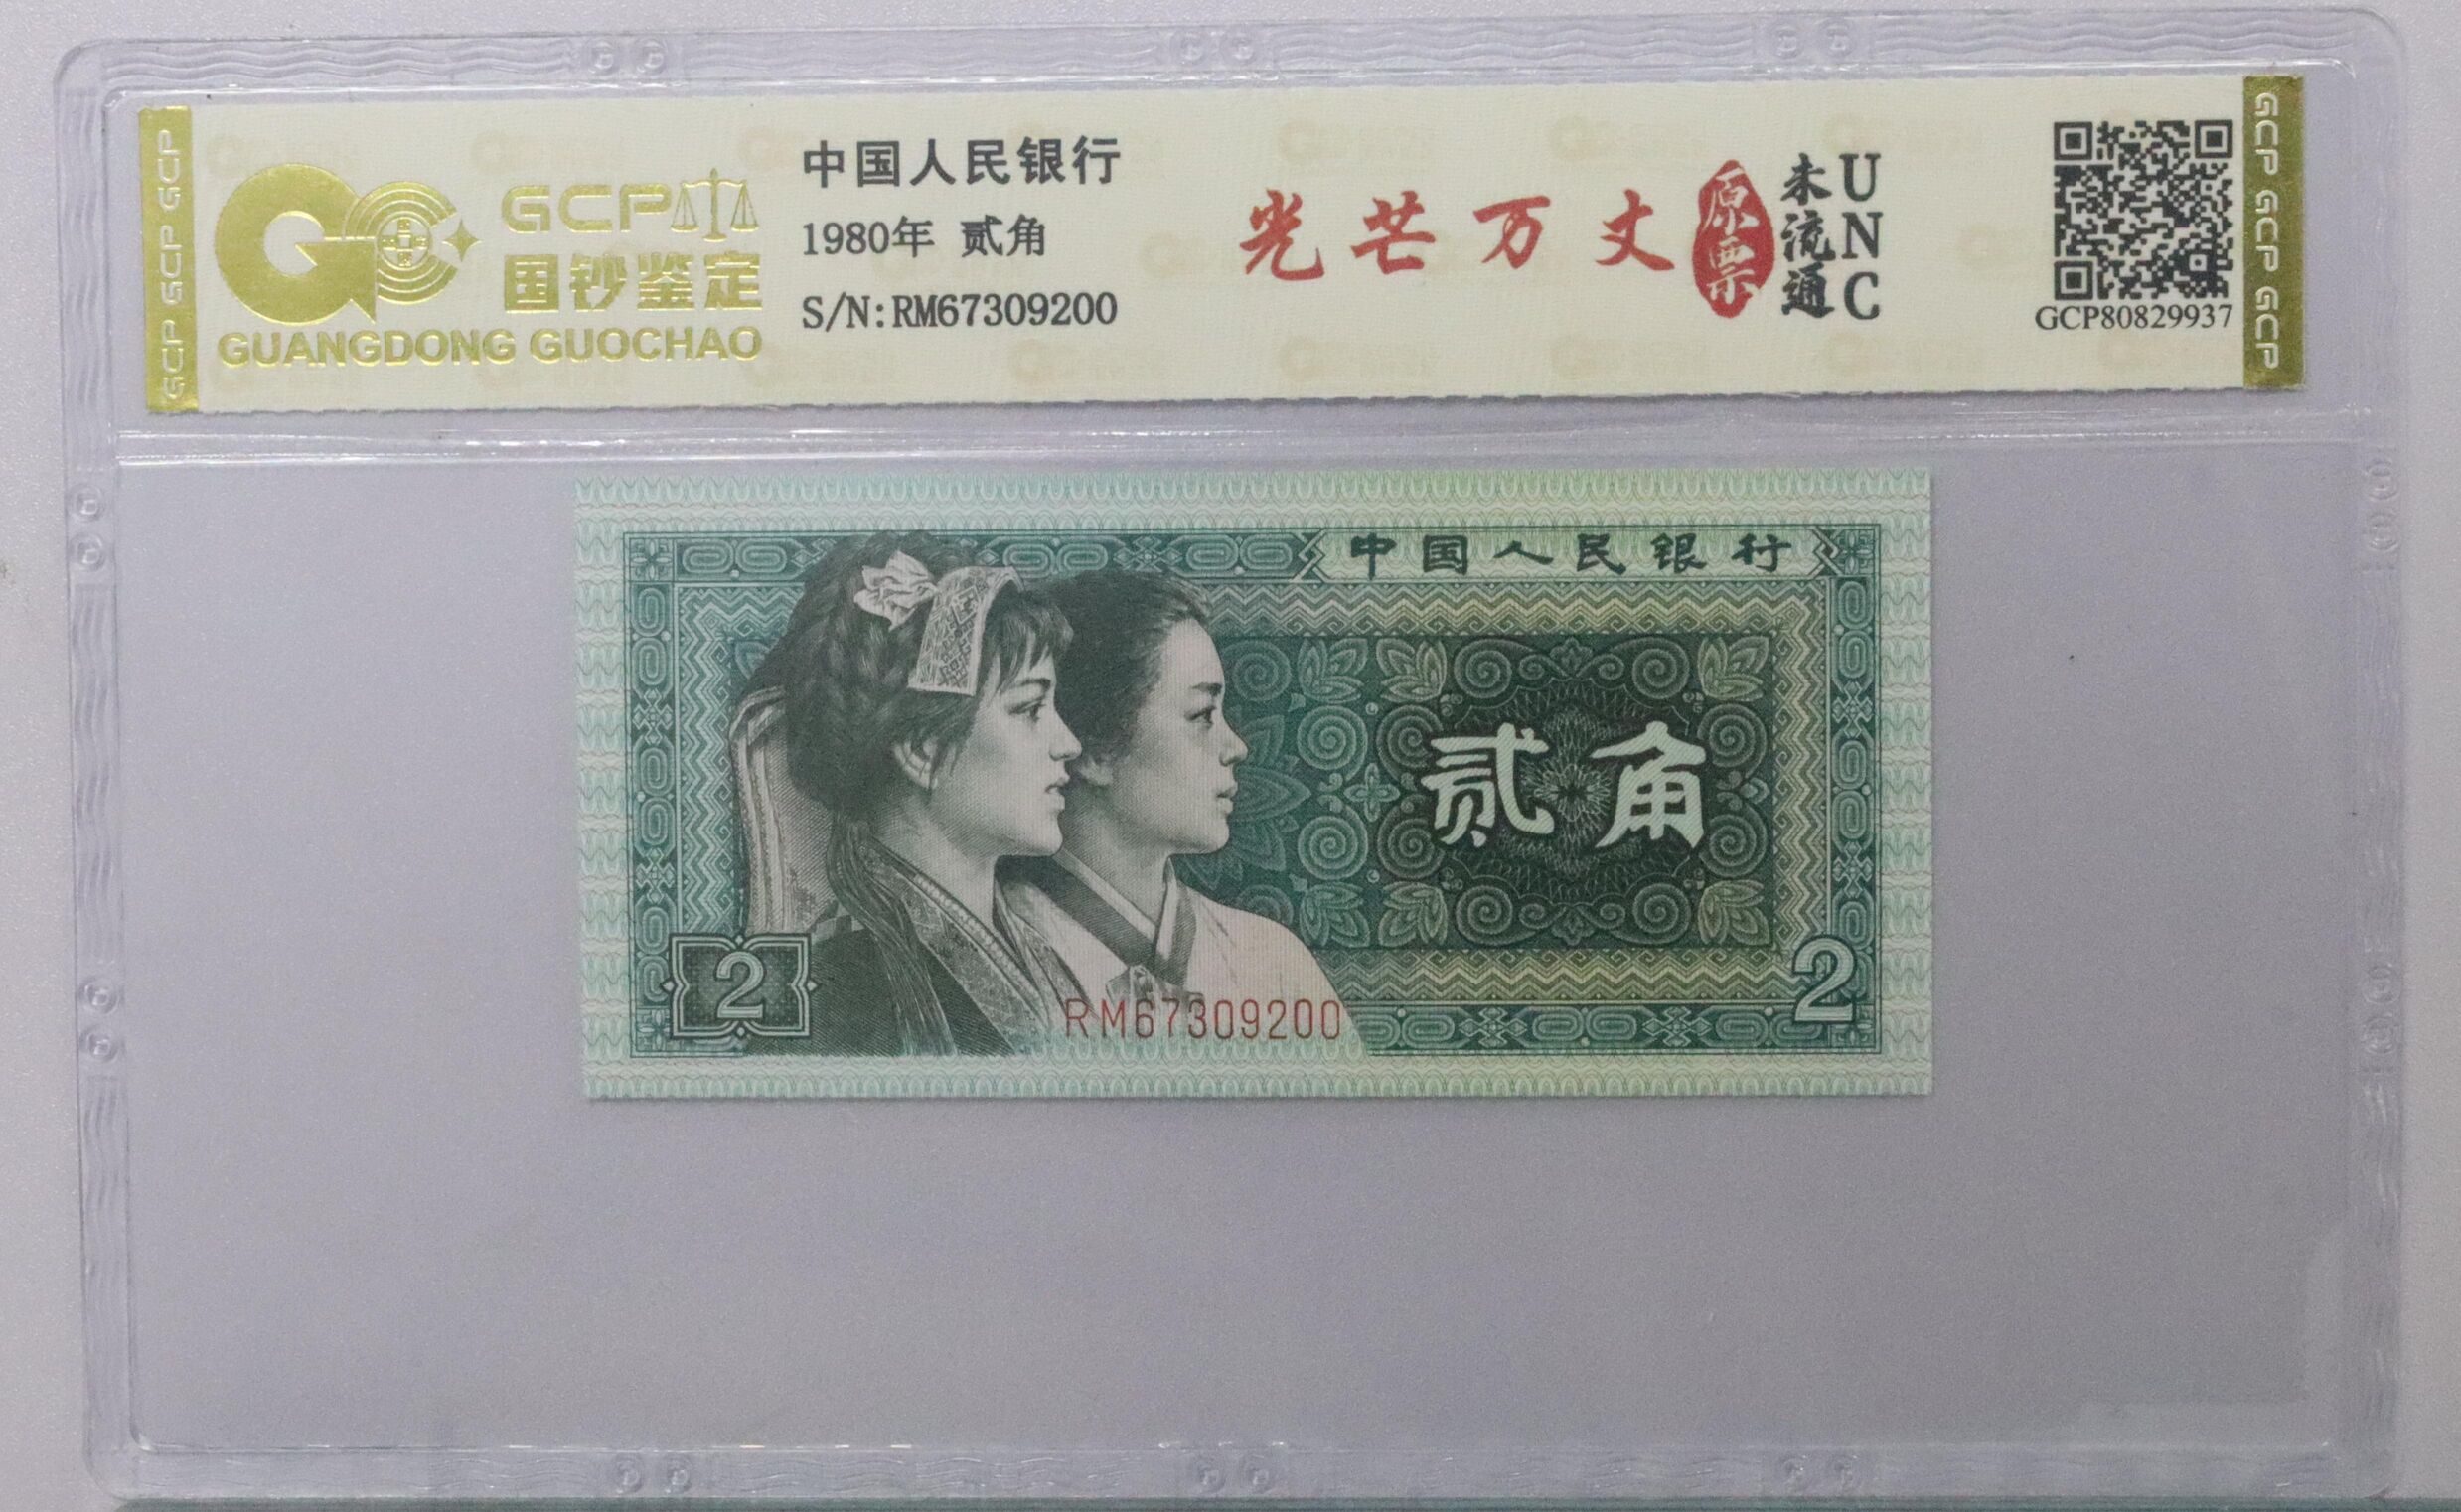 GCP GCP GCP
GCP
国钞鉴定
GUANGDONG GUOCHAO
中国人民银行
1980年 贰角
S/N:RM67309200
光芒万丈
原票
未流通
UNC
GCP80829937
GCP GCP GCP
中国人民银行
贰角
2
RM67309200
2